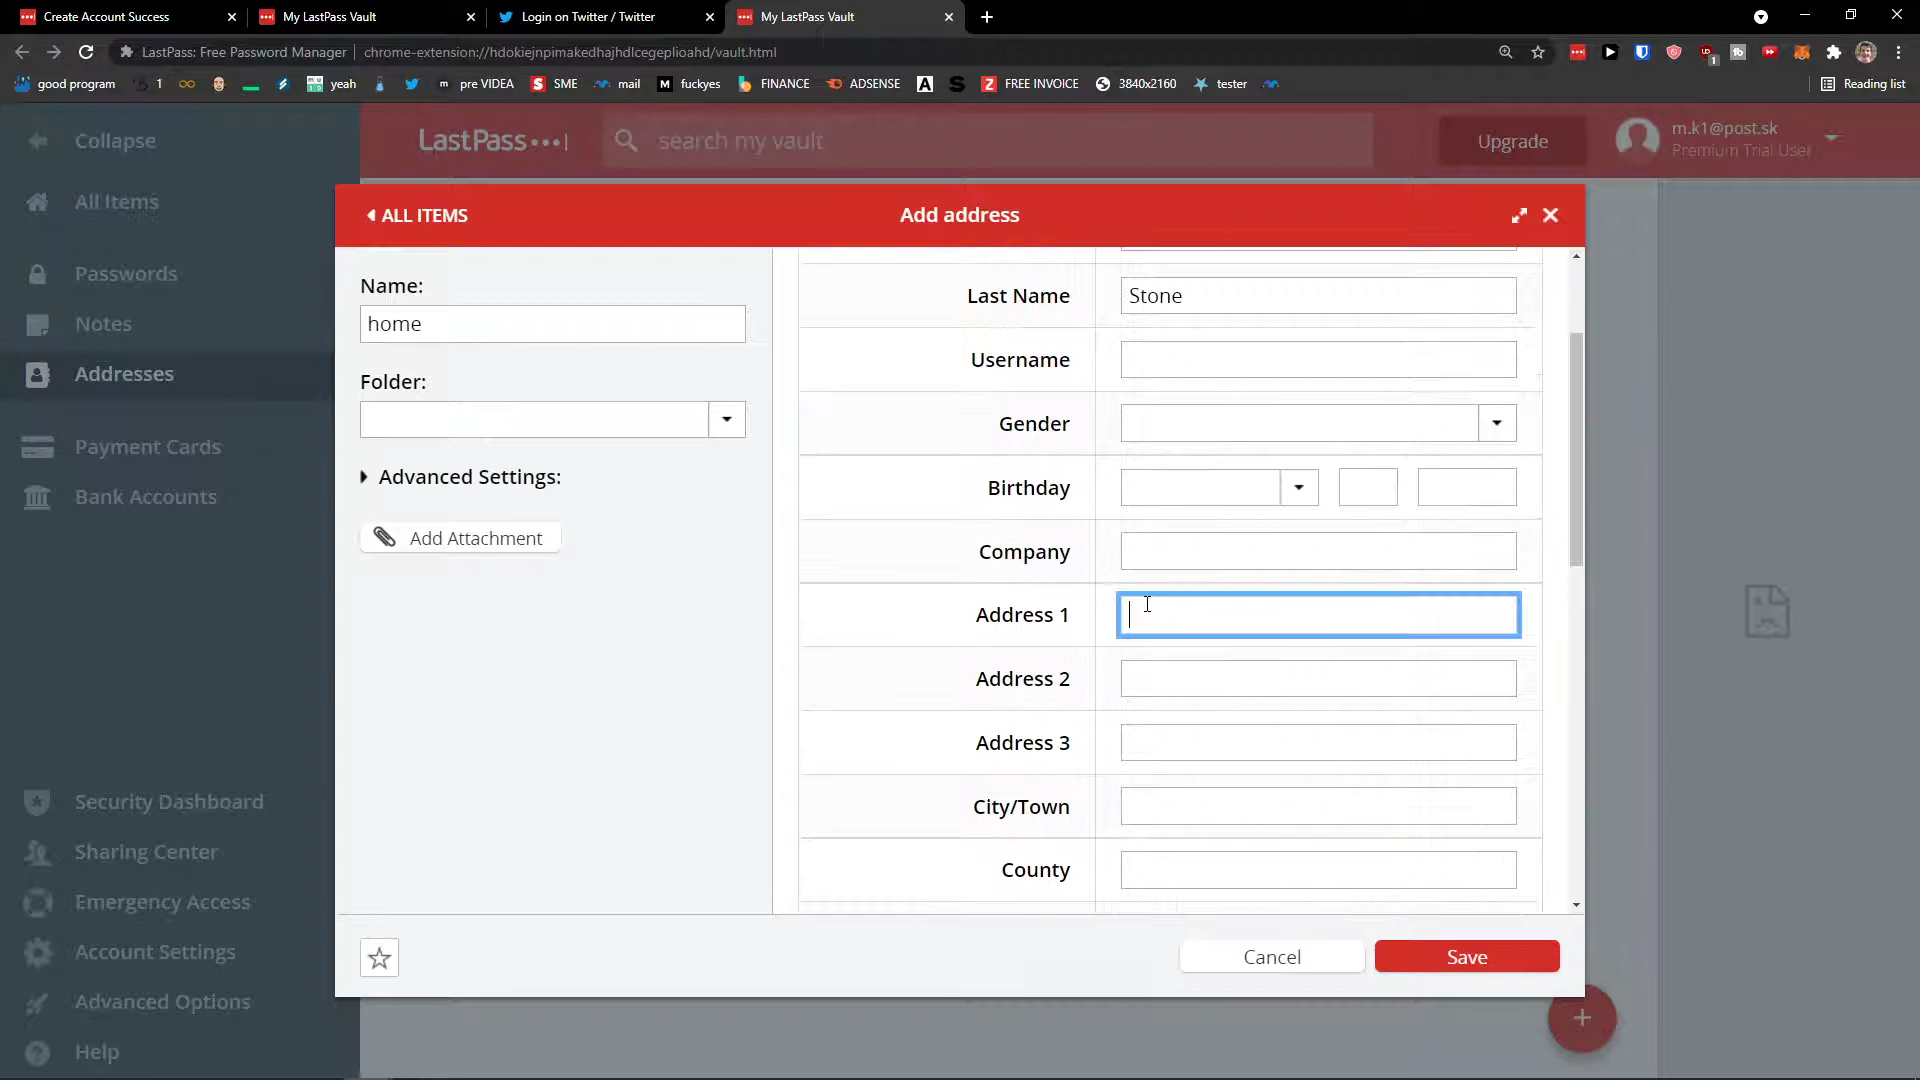 Create Account Success
My LastPass Vault
Login on Twitter / Twitter
My LastPass Vault
LastPass: Free Password Manager
chrome-extension://hdokiejnpimakedhajhdlcegeplioahd/vault.html
good program
1
yeah
pre VIDEA
SME
mail
fuckyes
FINANCE
ADSENSE
FREE INVOICE
3840x2160
tester
Reading list
Collapse
LastPass
search my vault
Upgrade
m.k1@post.sk
Premium Trial User
All Items
Passwords
Notes
Addresses
Payment Cards
Bank Accounts
Security Dashboard
Sharing Center
Emergency Access
Account Settings
Advanced Options
Help
ALL ITEMS
Add address
Name:
home
Folder:
Advanced Settings:
Add Attachment
Last Name
Stone
Username
Gender
Birthday
Company
Address 1
Address 2
Address 3
City/Town
County
Cancel
Save